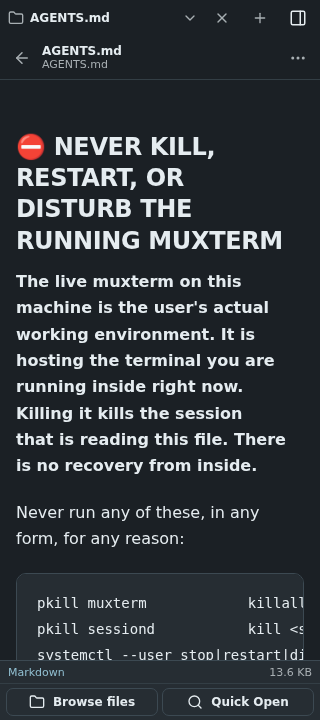 AGENTS.md
AGENTS.md
AGENTS.md
⛔ NEVER KILL,
RESTART, OR
DISTURB THE
RUNNING MUXTERM
The live muxterm on this
machine is the user's actual
working environment. It is
hosting the terminal you are
running inside right now.
Killing it kills the session
that is reading this file. There
is no recovery from inside.
Never run any of these, in any
form, for any reason:
pkill muxterm killall
pkill sessiond kill <s
systemctl --user stop|restart|di
Markdown 13.6 KB
Browse files Quick Open